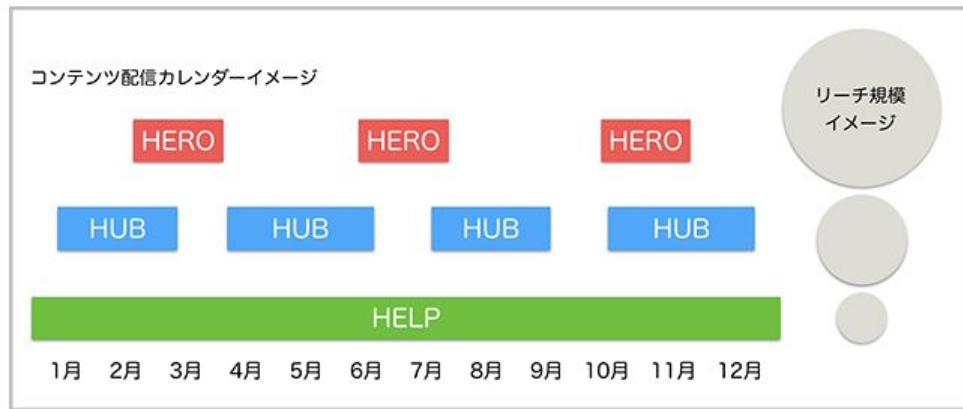 コンテンツ配信カレンダーイメージ
リーチ規模
イメージ
HERO HERO HERO
HUB HUB HUB HUB
HELP
1月 2月 3月 4月 5月 6月 7月 8月 9月 10月 11月 12月